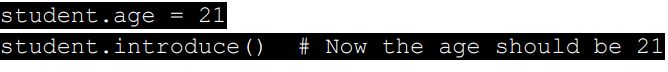 student.age = 21
student.introduce()  # Now the age should be 21